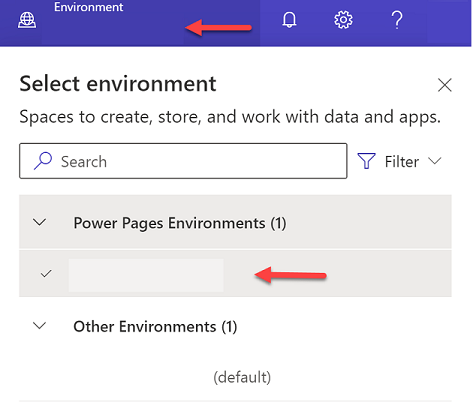 Environment
Select environment
Spaces to create, store, and work with data and apps.
Search
Filter
Power Pages Environments (1)
Other Environments (1)
(default)